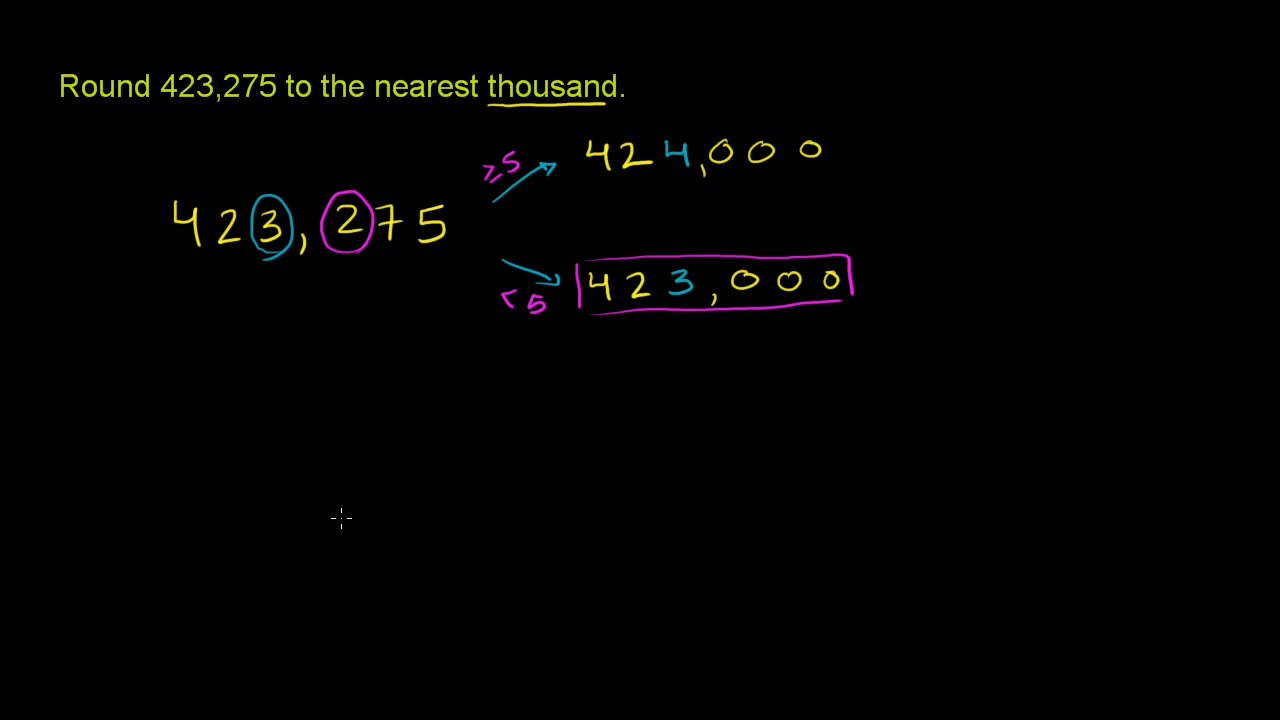 Round 423,275 to the nearest thousand.
≥5 424,000
423,275
<5 423,000